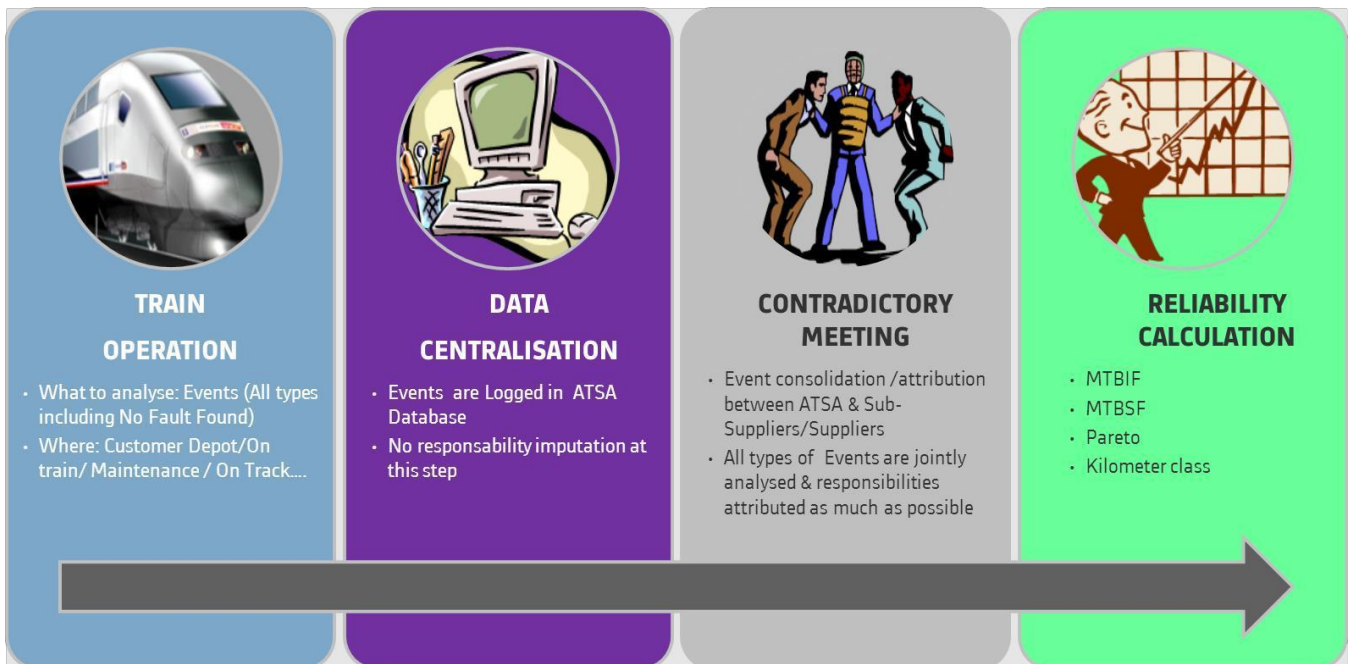 TRAIN
OPERATION
• What to analyse: Events (All types
including No Fault Found)
• Where: Customer Depot/On
train/ Maintenance / On Track....
DATA
CENTRALISATION
• Events are Logged in ATSA
Database
• No responsability imputation at
this step
CONTRADICTORY
MEETING
• Event consolidation /attribution
between ATSA & Sub-
Suppliers/Suppliers
• All types of Events are jointly
analysed & responsibilities
attributed as much as possible
RELIABILITY
CALCULATION
• MTBIF
• MTBSF
• Pareto
• Kilometer class